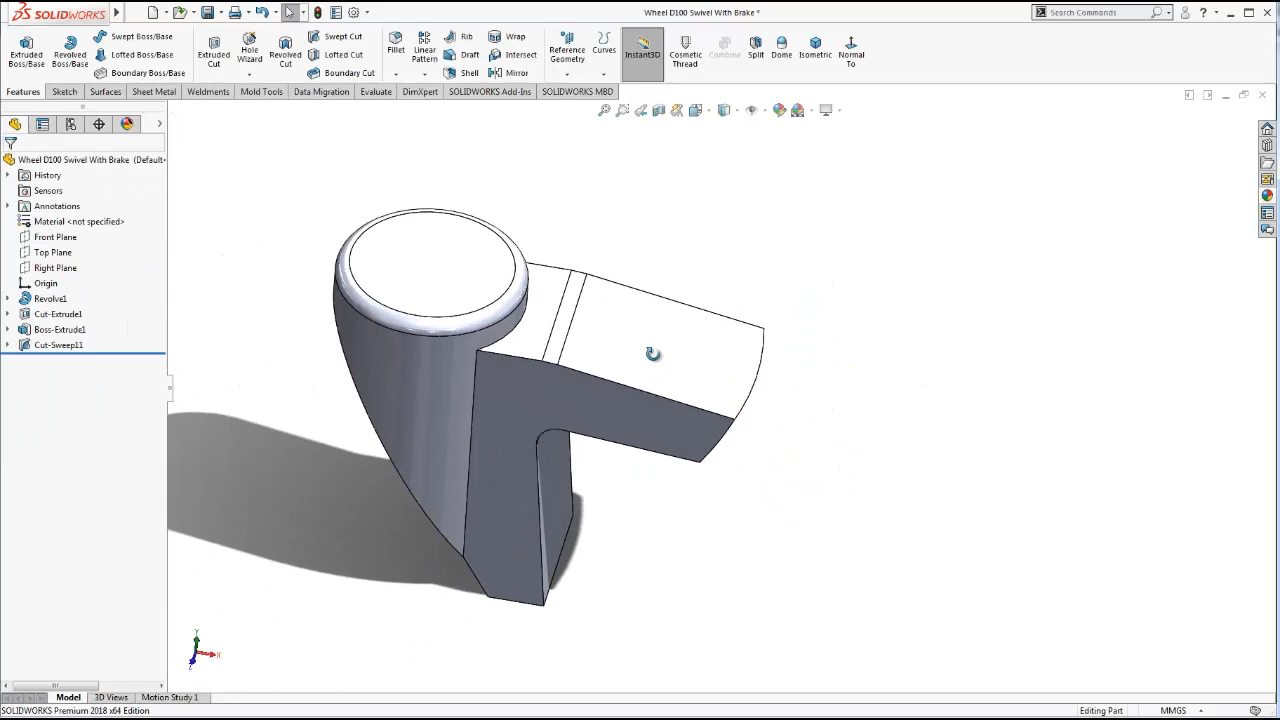 SOLIDWORKS
Wheel D100 Swivel With Brake *
Search Commands
?
Extruded Boss/Base
Revolved Boss/Base
Swept Boss/Base
Lofted Boss/Base
Boundary Boss/Base
Extruded Cut
Hole Wizard
Revolved Cut
Swept Cut
Lofted Cut
Boundary Cut
Fillet
Linear Pattern
Rib
Draft
Shell
Wrap
Intersect
Mirror
Reference Geometry
Curves
Instant3D
Cosmetic Thread
Combine
Split
Dome
Isometric
Normal To
Features
Sketch
Surfaces
Sheet Metal
Weldments
Mold Tools
Data Migration
Evaluate
DimXpert
SOLIDWORKS Add-Ins
SOLIDWORKS MBD
Wheel D100 Swivel With Brake (Default
History
Sensors
Annotations
Material <not specified>
Front Plane
Top Plane
Right Plane
Origin
Revolve1
Cut-Extrude1
Boss-Extrude1
Cut-Sweep11
Y
X
Z
Model
3D Views
Motion Study 1
SOLIDWORKS Premium 2018 x64 Edition
Editing Part
MMGS